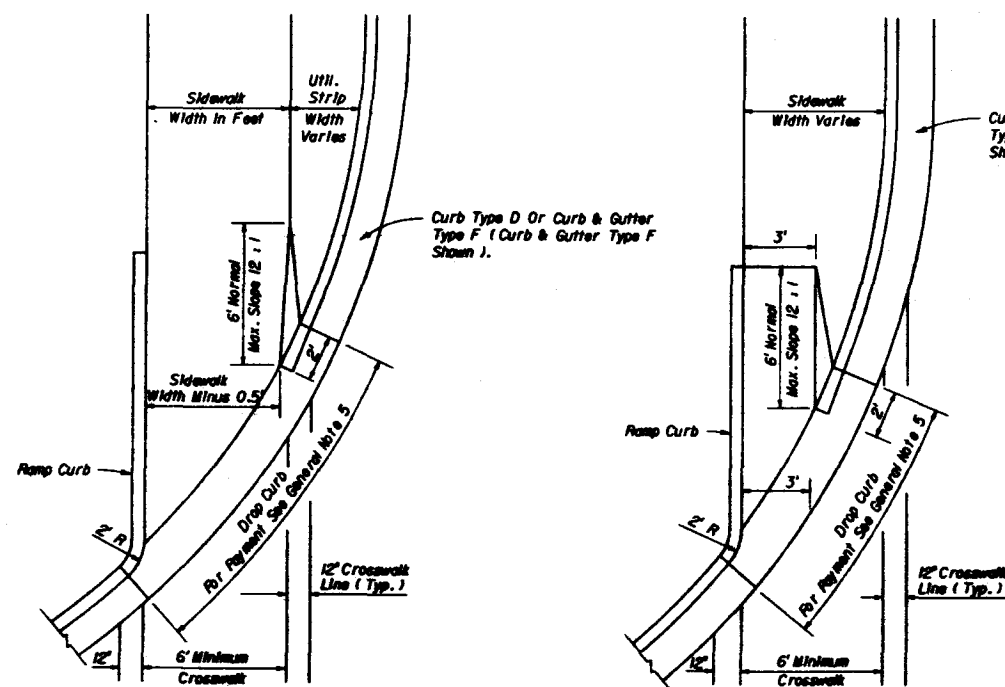 Sidewalk
Width In Feet
Util.
Strip
Width
Varies
Curb Type D Or Curb & Gutter
Type F ( Curb & Gutter Type F
Shown ).
6' Normal
Max. Slope 12 : 1
2'
Sidewalk
Width Minus 0.5'
Ramp Curb
2' R
Drop Curb
For Payment See General Note 5
12" Crosswalk
Line ( Typ. )
12"
6' Minimum
Crosswalk
Sidewalk
Width Varies
3'
6' Normal
Max. Slope 12 : 1
2'
Ramp Curb
3'
2' R
Drop Curb
For Payment See General Note 5
12" Crosswalk
Line ( Typ. )
12"
6' Minimum
Crosswalk